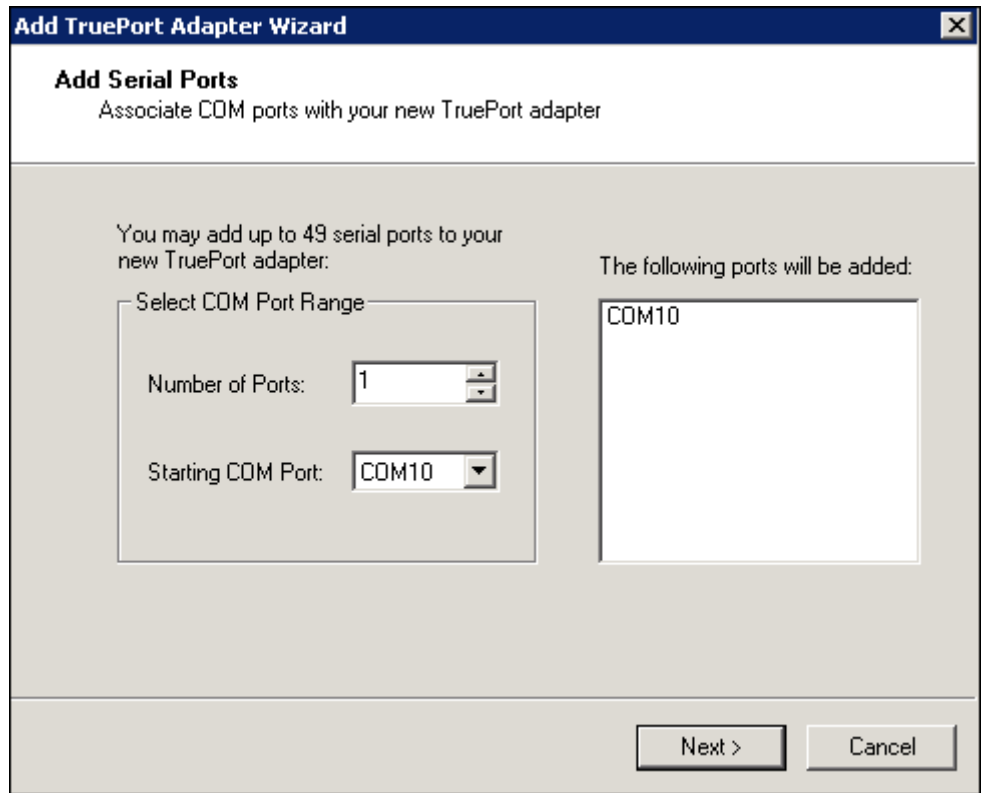 Add TruePort Adapter Wizard
Add Serial Ports
Associate COM ports with your new TruePort adapter
You may add up to 49 serial ports to your
new TruePort adapter:
Select COM Port Range
Number of Ports:
1
Starting COM Port:
COM10
The following ports will be added:
COM10
Next >
Cancel